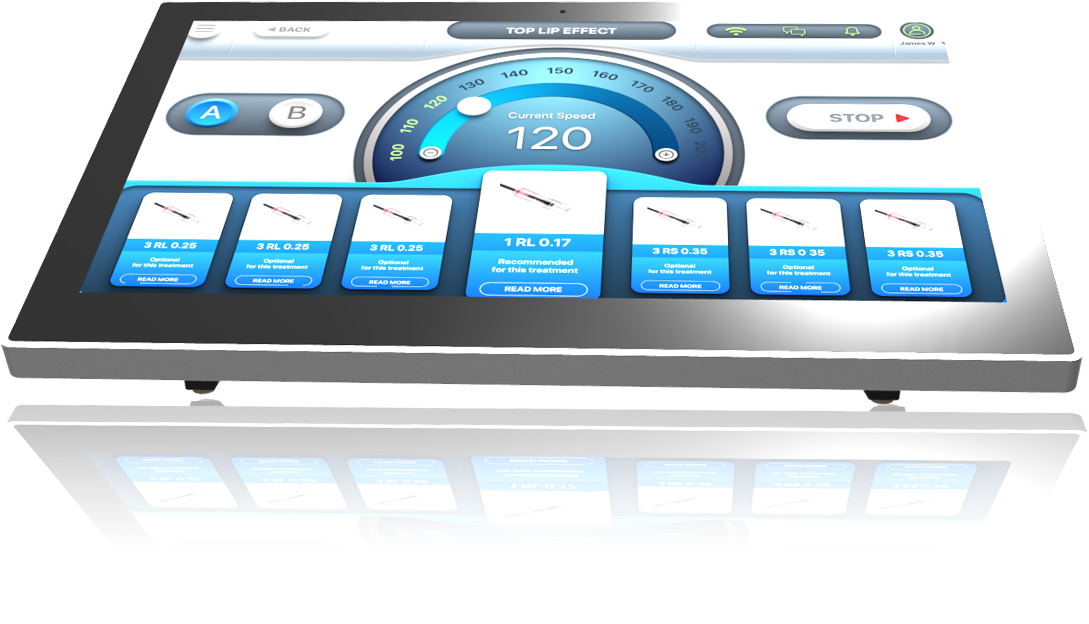 BACK
TOP LIP EFFECT
James W
A
B
100
110
120
130
140
150
160
170
180
190
200
Current Speed
120
STOP
3 RL 0.25
Optional
for this treatment
READ MORE
3 RL 0.25
Optional
for this treatment
READ MORE
3 RL 0.25
Optional
for this treatment
READ MORE
1 RL 0.17
Recommended
for this treatment
READ MORE
3 RS 0.35
Optional
for this treatment
READ MORE
3 RS 0 35
Optional
for this treatment
READ MORE
3 RS 0.35
Optional
for this treatment
READ MORE